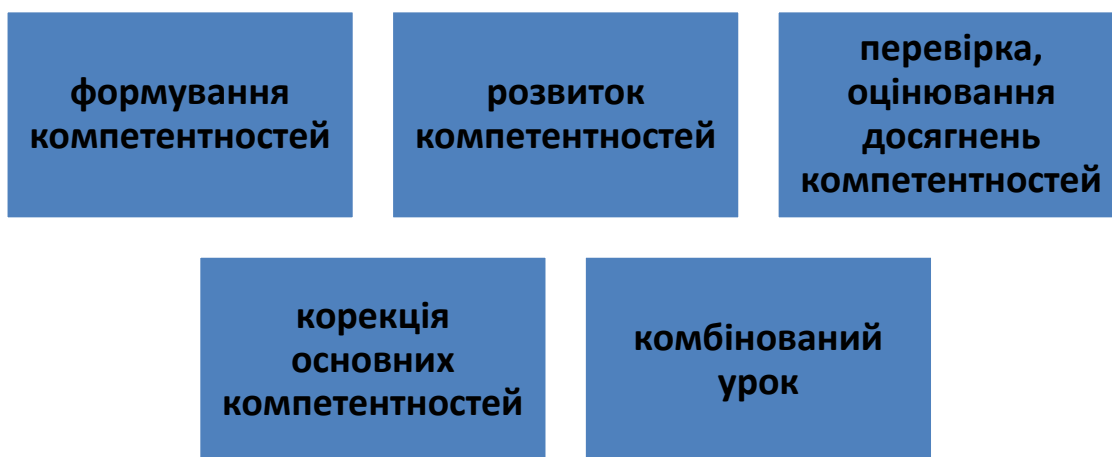 формування
компетентностей
розвиток
компетентностей
перевірка,
оцінювання
досягнень
компетентностей
корекція
основних
компетентностей
комбінований
урок